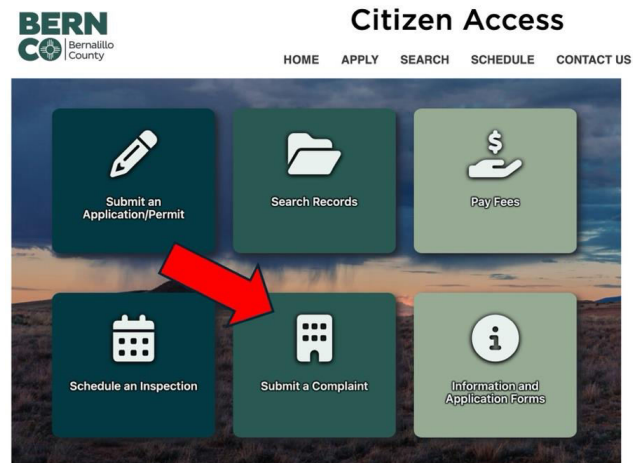 BERN
CO Bernalillo
County
Citizen Access
HOME APPLY SEARCH SCHEDULE CONTACT US
Submit an
Application/Permit
Search Records
$
Pay Fees
Schedule an Inspection
Submit a Complaint
i
Information and
Application Forms